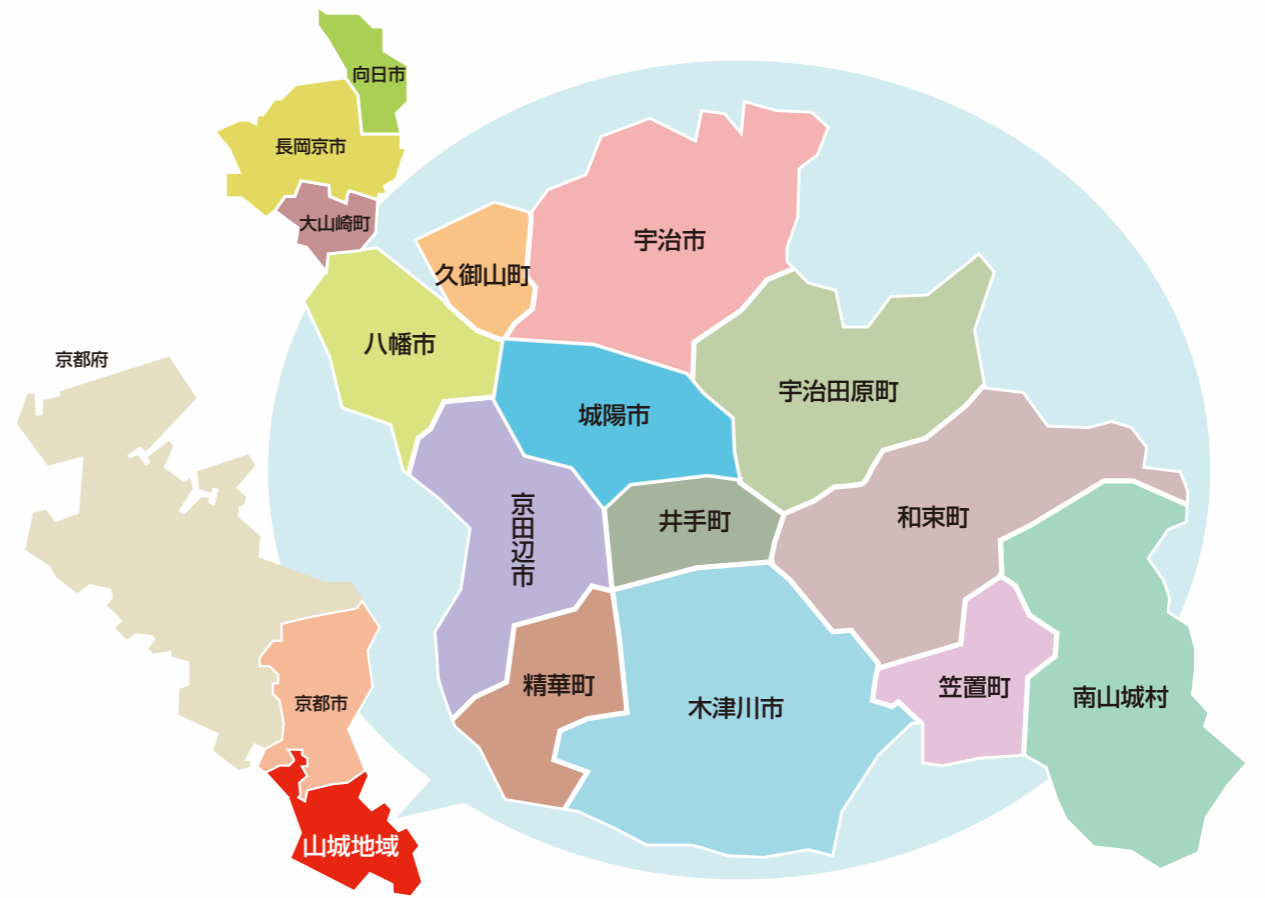 向日市
長岡京市
大山崎町
宇治市
久御山町
八幡市
京都府
宇治田原町
城陽市
京田辺市
井手町
和束町
精華町
木津川市
笠置町
南山城村
京都市
山城地域